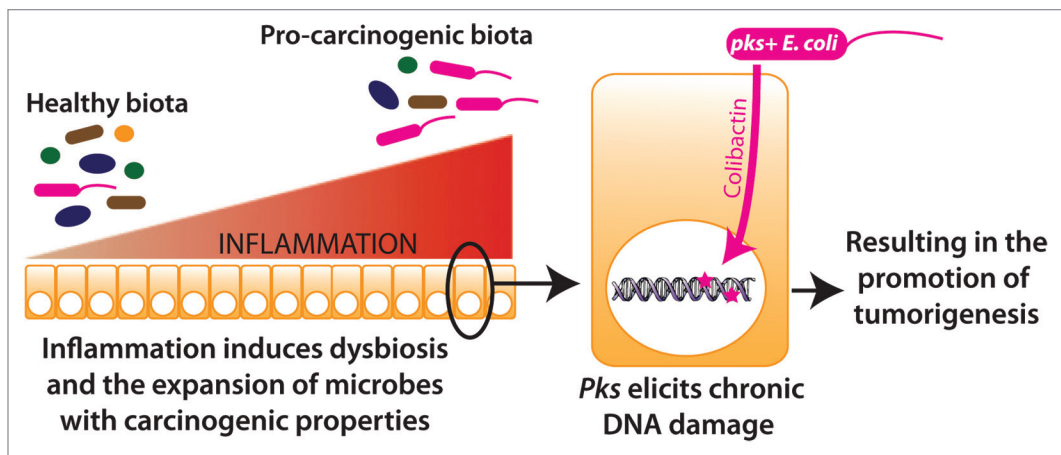 Healthy biota
Pro-carcinogenic biota
INFLAMMATION
Inflammation induces dysbiosis
and the expansion of microbes
with carcinogenic properties
pks+ E. coli
Colibactin
Pks elicits chronic
DNA damage
Resulting in the
promotion of
tumorigenesis